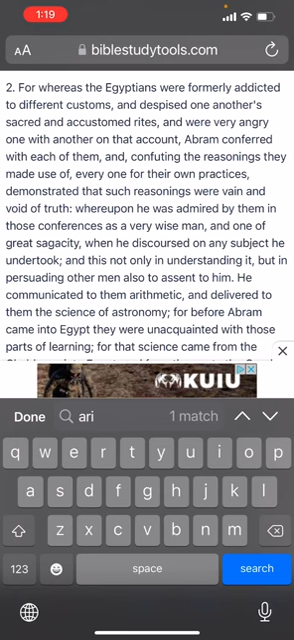 1:19
AA biblestudytools.com
2. For whereas the Egyptians were formerly addicted
to different customs, and despised one another's
sacred and accustomed rites, and were very angry
one with another on that account, Abram conferred
with each of them, and, confuting the reasonings they
made use of, every one for their own practices,
demonstrated that such reasonings were vain and
void of truth: whereupon he was admired by them in
those conferences as a very wise man, and one of
great sagacity, when he discoursed on any subject he
undertook; and this not only in understanding it, but in
persuading other men also to assent to him. He
communicated to them arithmetic, and delivered to
them the science of astronomy; for before Abram
came into Egypt they were unacquainted with those
parts of learning; for that science came from the
KUIU
Done ari 1 match
q w e r t y u i o p
a s d f g h j k l
z x c v b n m
123 space search